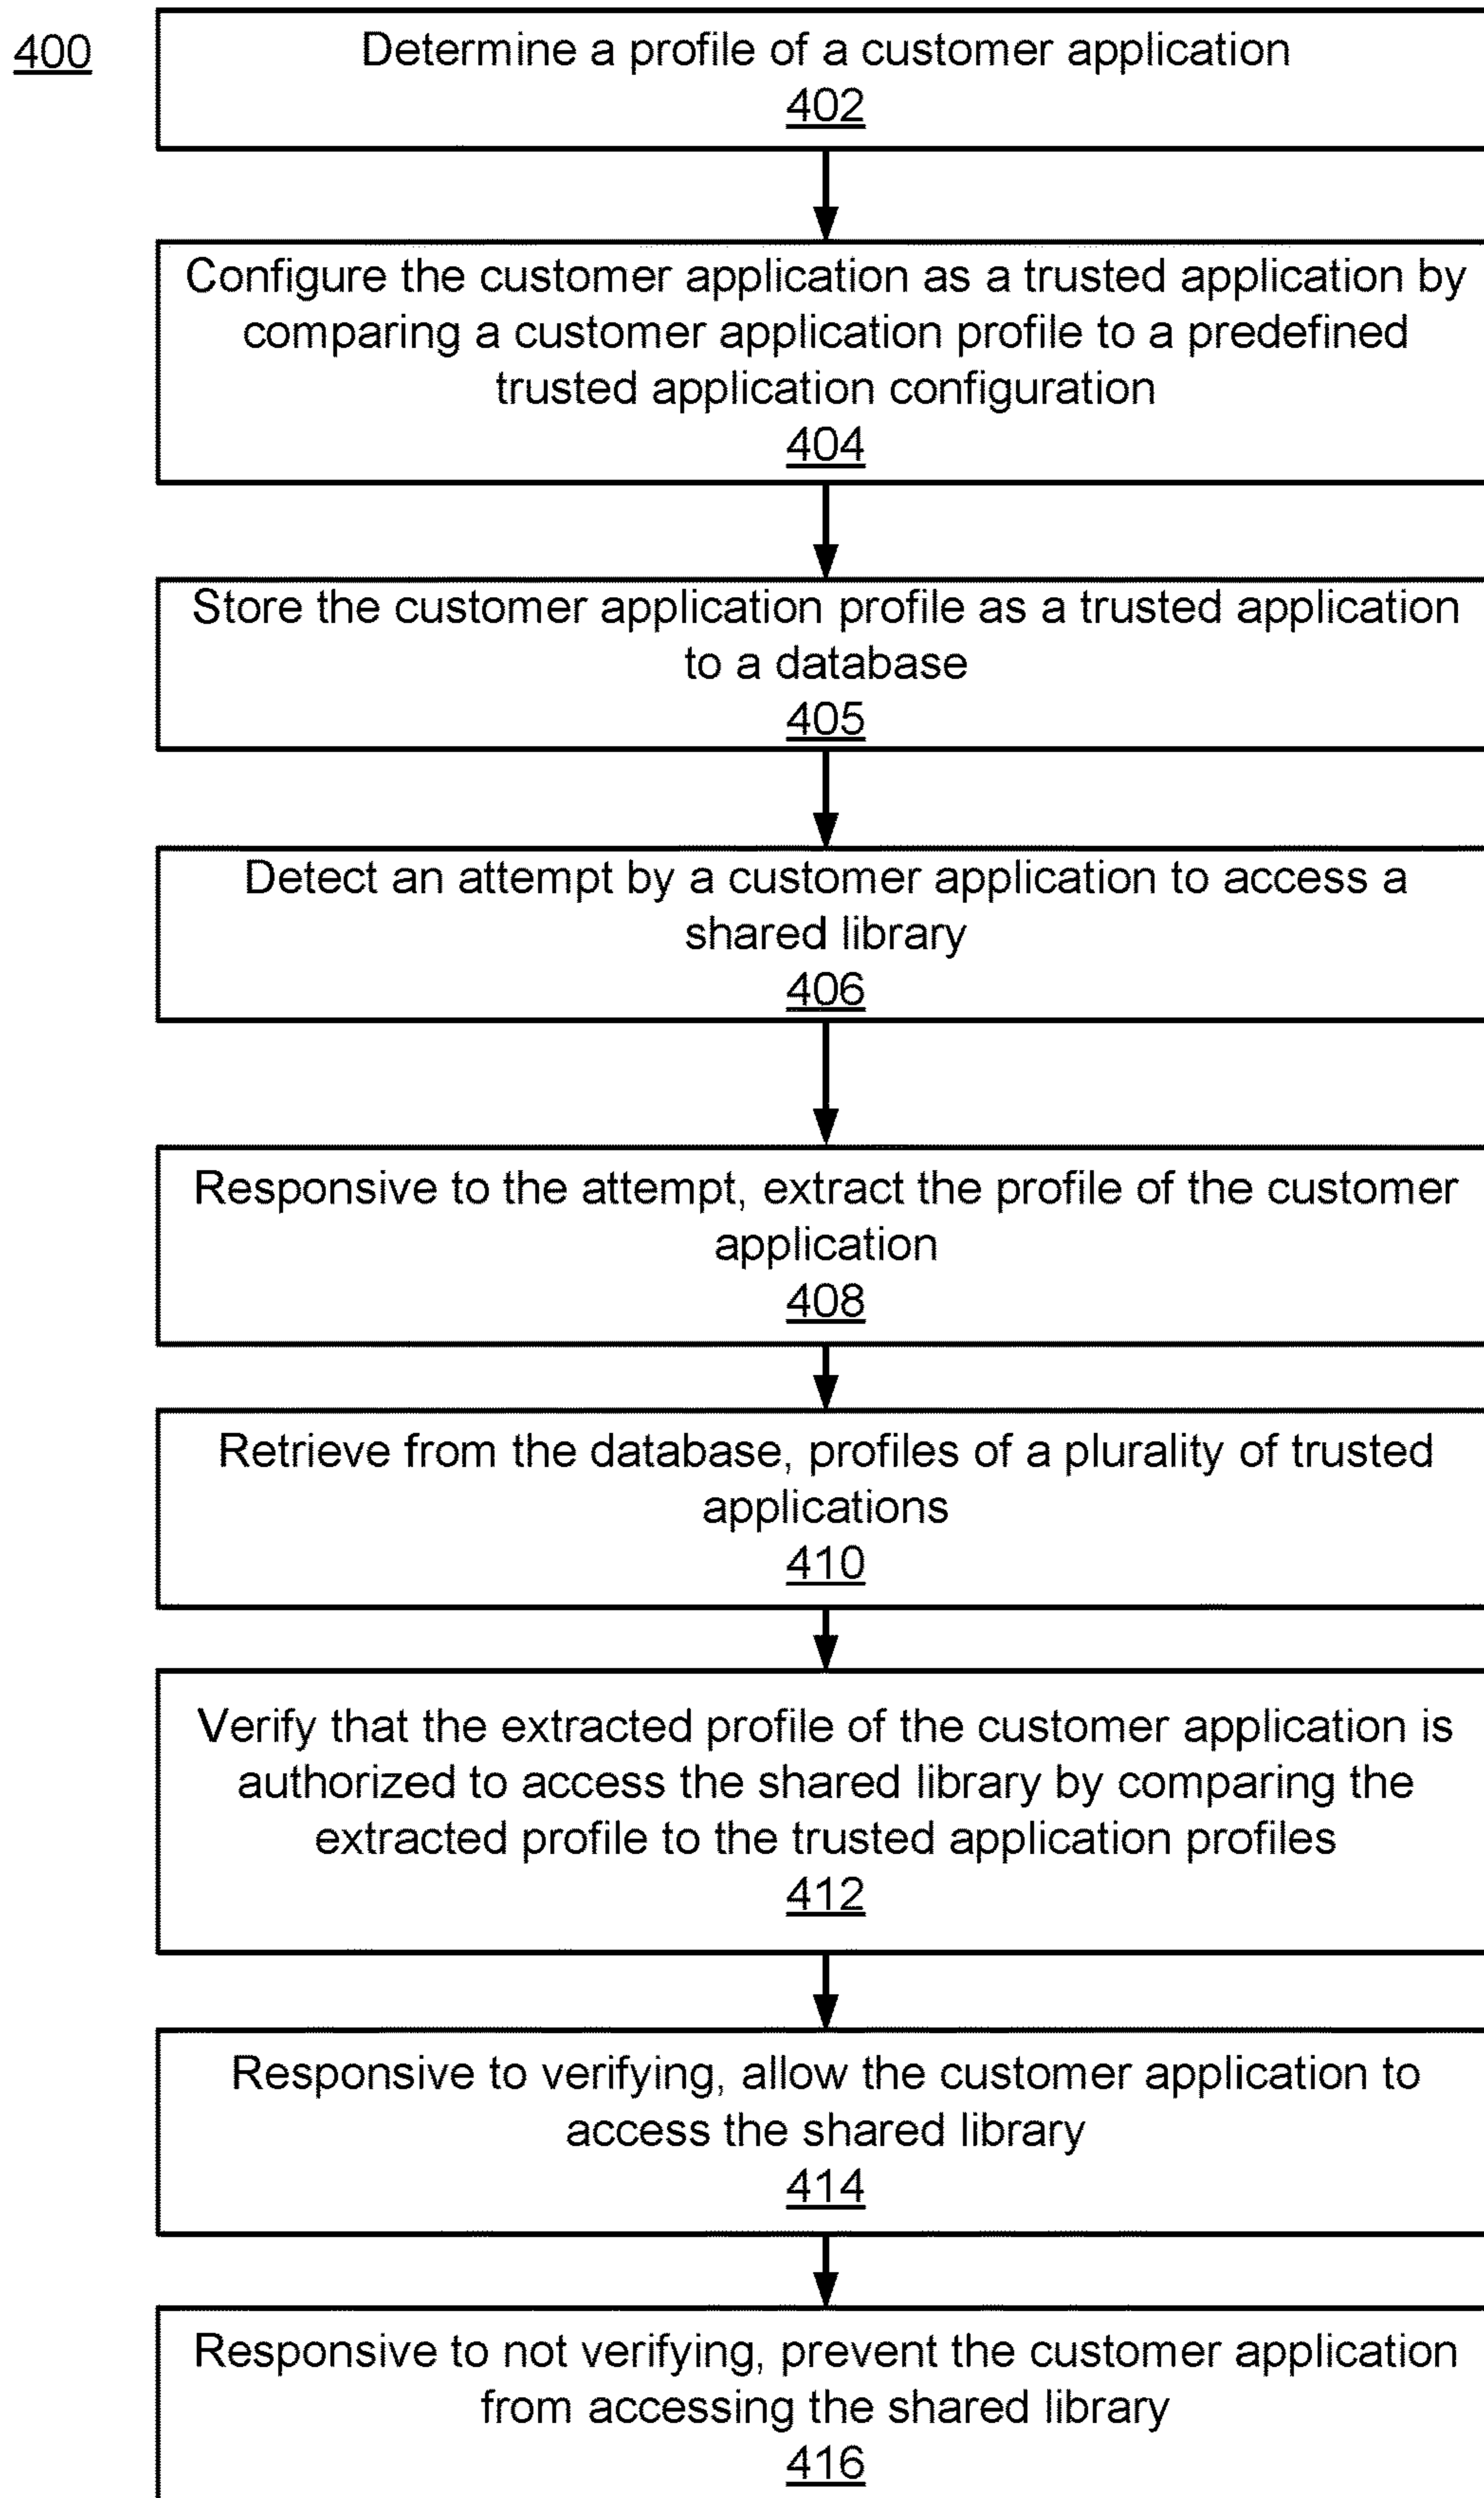 400
Determine a profile of a customer application
402
Configure the customer application as a trusted application by
comparing a customer application profile to a predefined
trusted application configuration
404
Store the customer application profile as a trusted application
to a database
405
Detect an attempt by a customer application to access a
shared library
406
Responsive to the attempt, extract the profile of the customer
application
408
Retrieve from the database, profiles of a plurality of trusted
applications
410
Verify that the extracted profile of the customer application is
authorized to access the shared library by comparing the
extracted profile to the trusted application profiles
412
Responsive to verifying, allow the customer application to
access the shared library
414
Responsive to not verifying, prevent the customer application
from accessing the shared library
416